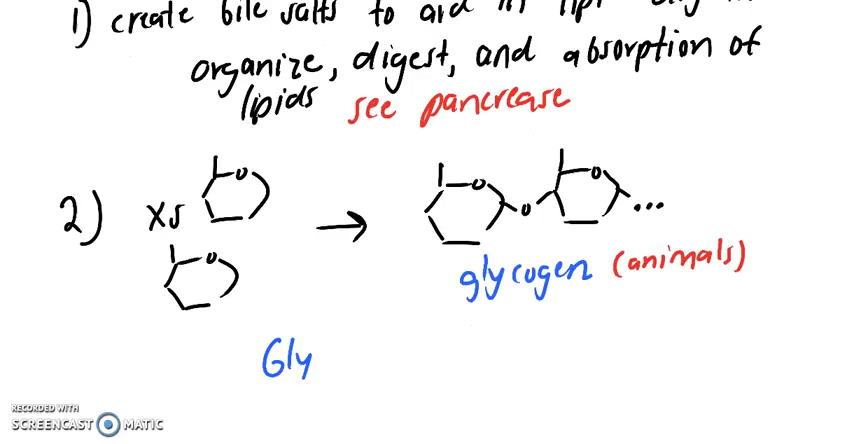 1) create bile salts to aid in
organize, digest, and absorption of
lipids see pancrease
2) XS → O O O ...
glycogen (animals)
Gly
RECORDED WITH
SCREENCAST MATIC